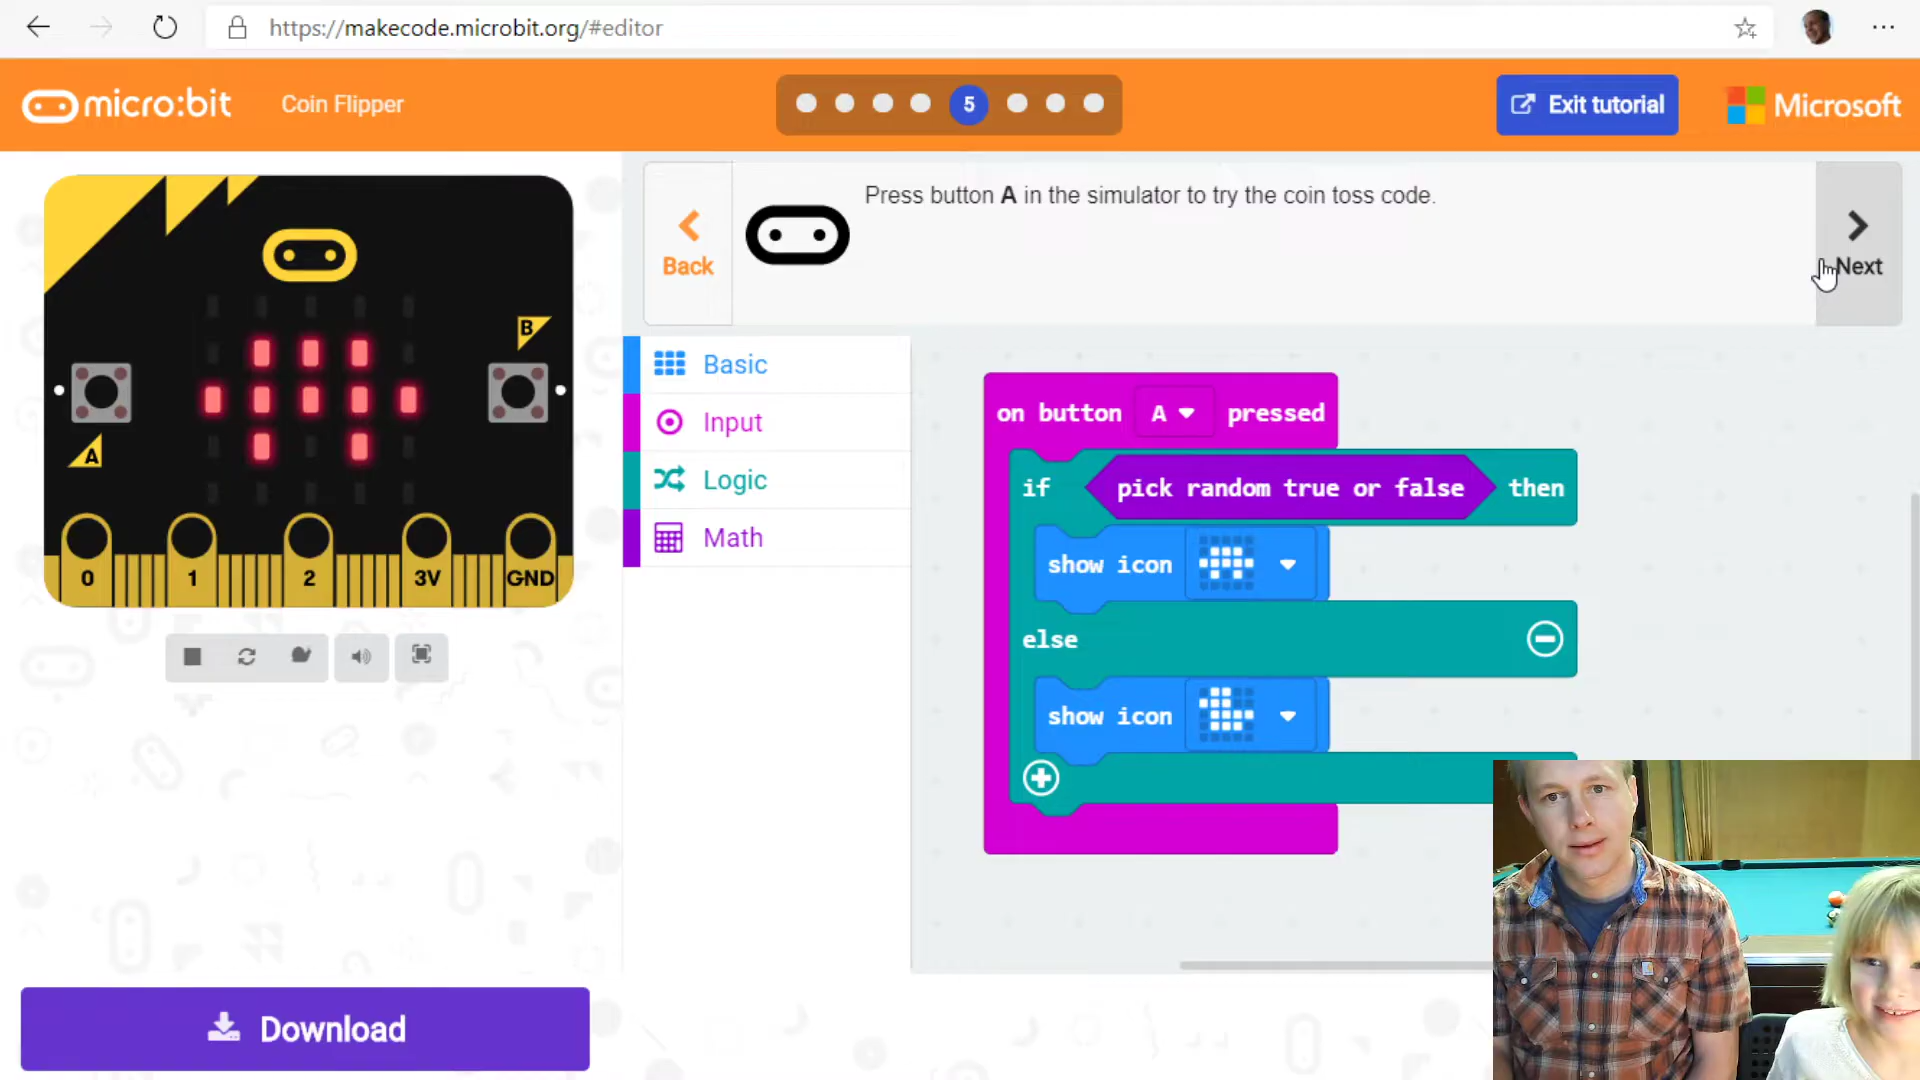 https://makecode.microbit.org/#editor
micro:bit
Coin Flipper
5
Exit tutorial
Microsoft
Back
Press button A in the simulator to try the coin toss code.
Next
B
A
0
1
2
3V
GND
Basic
Input
Logic
Math
on button A pressed
if pick random true or false then
show icon
else
show icon
Download